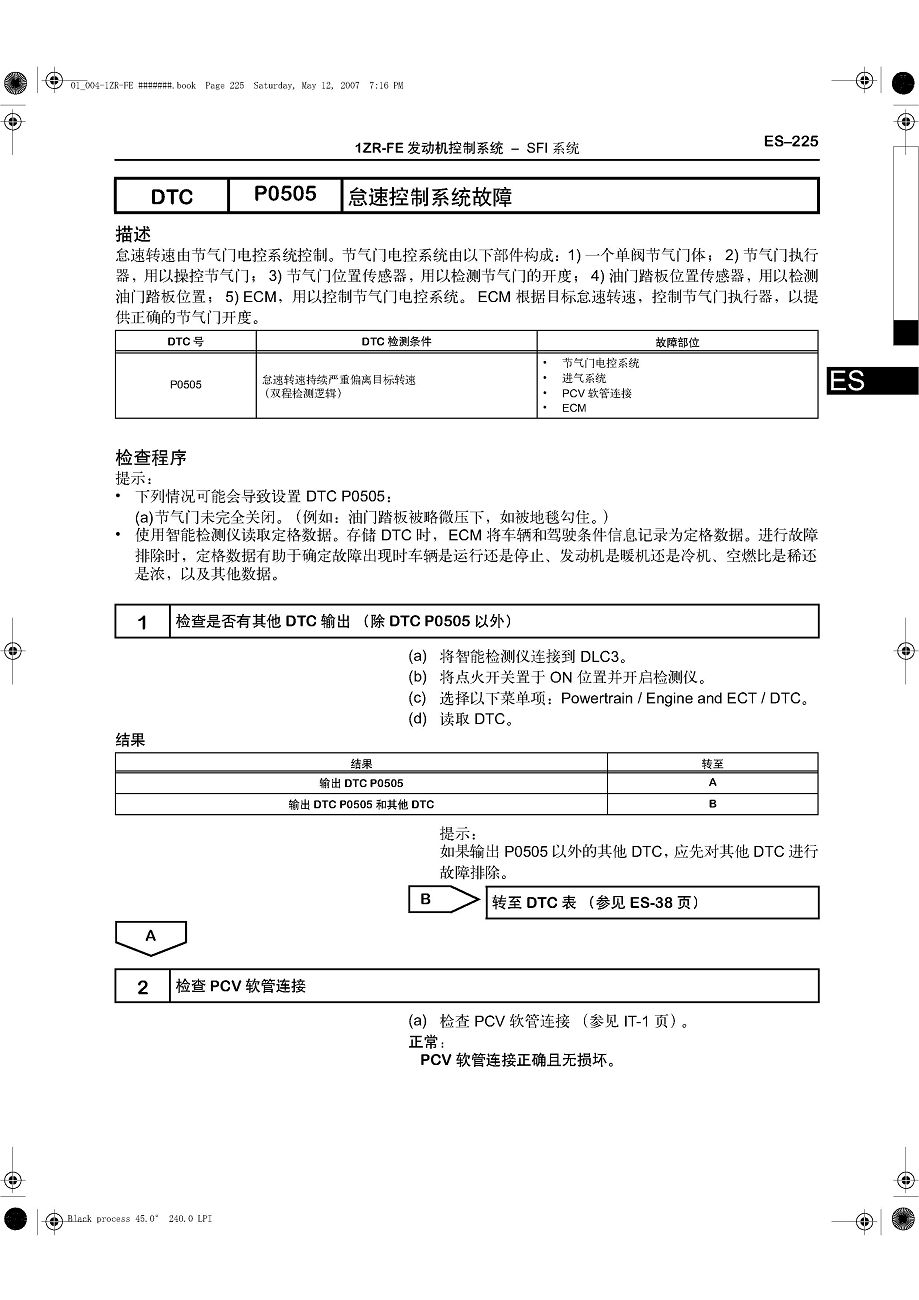 01_004-1ZR-FE #######.book  Page 225  Saturday, May 12, 2007  7:16 PM
1ZR-FE 发动机控制系统 – SFI 系统
ES–225
DTC P0505 怠速控制系统故障
描述
怠速转速由节气门电控系统控制。节气门电控系统由以下部件构成：1) 一个单阀节气门体； 2) 节气门执行
器，用以操控节气门； 3) 节气门位置传感器，用以检测节气门的开度； 4) 油门踏板位置传感器，用以检测
油门踏板位置； 5) ECM，用以控制节气门电控系统。 ECM 根据目标怠速转速，控制节气门执行器，以提
供正确的节气门开度。
DTC 号 DTC 检测条件 故障部位
P0505
怠速转速持续严重偏离目标转速
（双程检测逻辑）
• 节气门电控系统
• 进气系统
• PCV 软管连接
• ECM
ES
检查程序
提示：
• 下列情况可能会导致设置 DTC P0505：
(a)节气门未完全关闭。（例如：油门踏板被略微压下，如被地毯勾住。）
• 使用智能检测仪读取定格数据。存储 DTC 时， ECM 将车辆和驾驶条件信息记录为定格数据。进行故障
排除时，定格数据有助于确定故障出现时车辆是运行还是停止、发动机是暖机还是冷机、空燃比是稀还
是浓，以及其他数据。
1 检查是否有其他 DTC 输出 （除 DTC P0505 以外）
(a) 将智能检测仪连接到 DLC3。
(b) 将点火开关置于 ON 位置并开启检测仪。
(c) 选择以下菜单项：Powertrain / Engine and ECT / DTC。
(d) 读取 DTC。
结果
结果 转至
输出 DTC P0505 A
输出 DTC P0505 和其他 DTC B
提示：
如果输出 P0505 以外的其他 DTC，应先对其他 DTC 进行
故障排除。
B 转至 DTC 表 （参见 ES-38 页）
A
2 检查 PCV 软管连接
(a) 检查 PCV 软管连接 （参见 IT-1 页）。
正常：
PCV 软管连接正确且无损坏。
Black process 45.0° 240.0 LPI